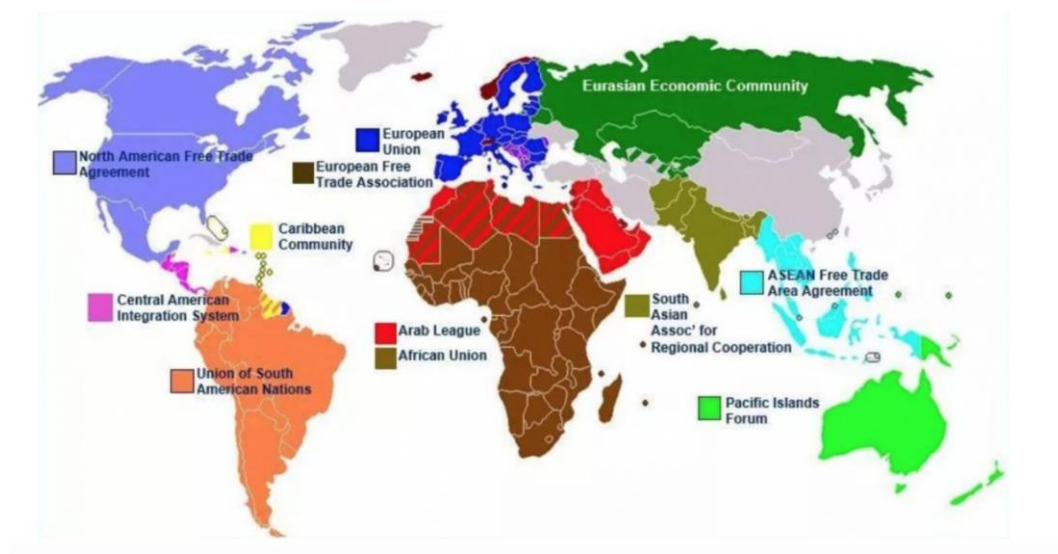 Eurasian Economic Community
European
Union
North American Free Trade
Agreement
European Free
Trade Association
Caribbean
Community
ASEAN Free Trade
Area Agreement
Central American
Integration System
South
Asian
Assoc' for
Regional Cooperation
Arab League
African Union
Union of South
American Nations
Pacific Islands
Forum